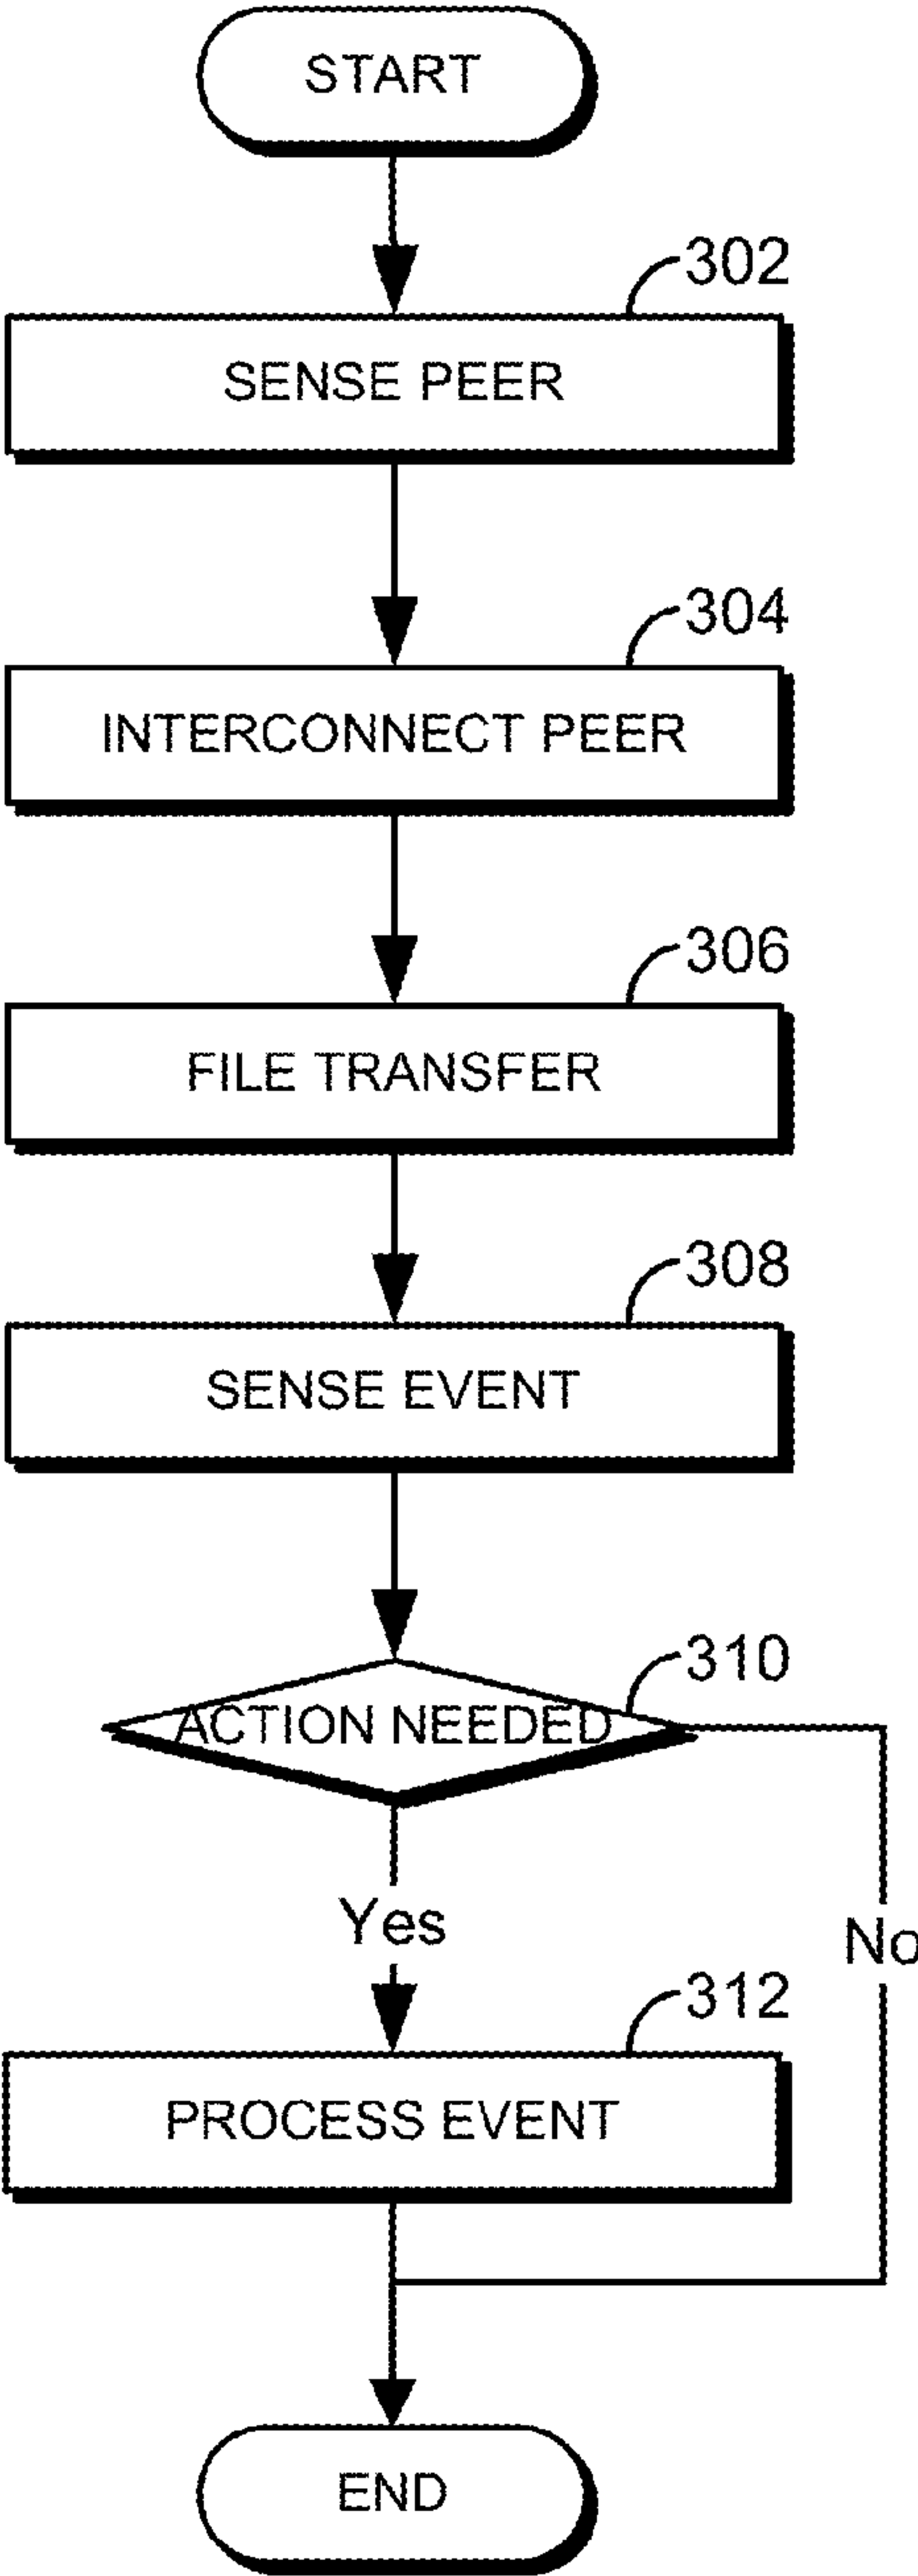 START
302
SENSE PEER
304
INTERCONNECT PEER
306
FILE TRANSFER
308
SENSE EVENT
310
ACTION NEEDED
Yes
No
312
PROCESS EVENT
END